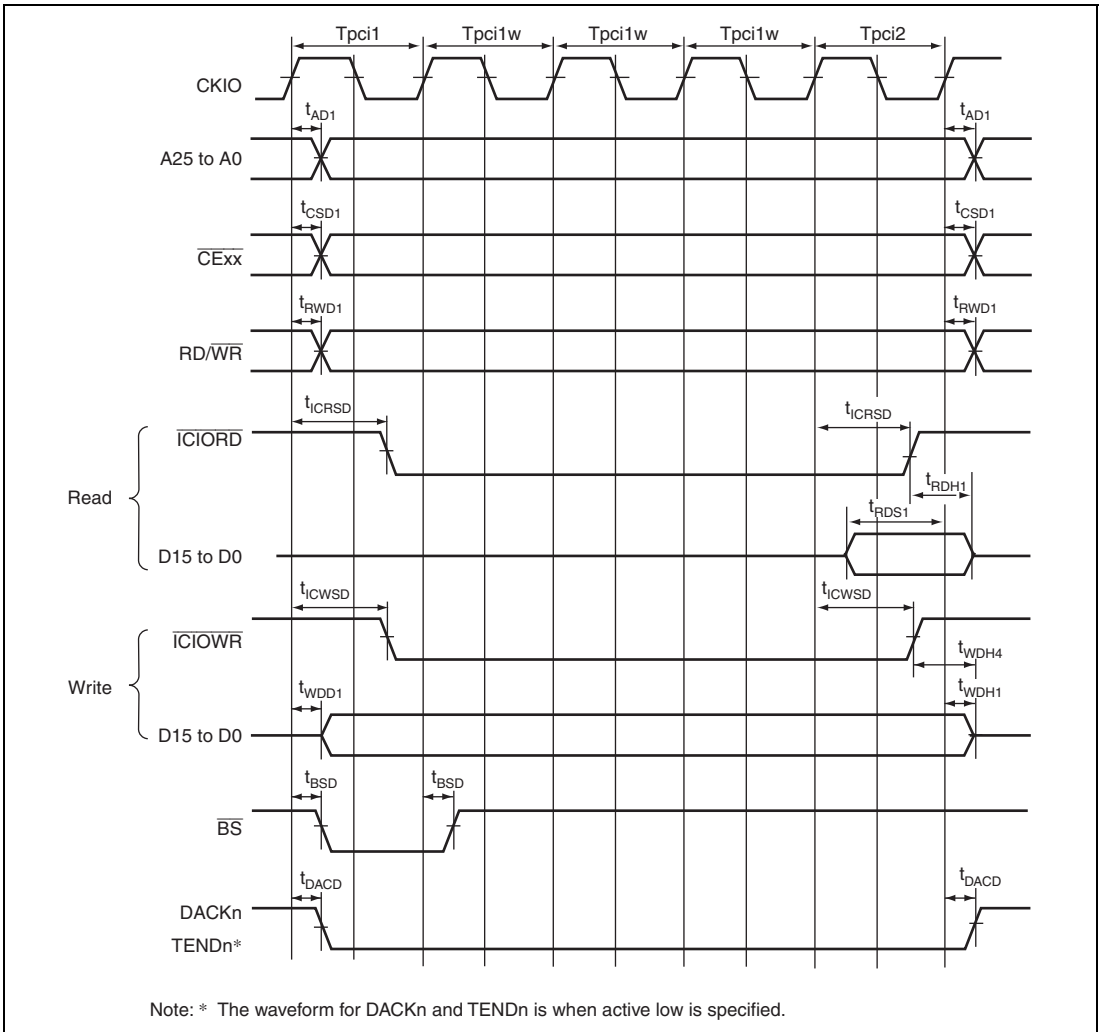 Tpci1 Tpci1w Tpci1w Tpci1w Tpci2
CKIO
tAD1 tAD1
A25 to A0
tCSD1 tCSD1
CExx
tRWD1 tRWD1
RD/WR
tICRSD tICRSD
ICIORD
tRDH1
Read
tRDS1
D15 to D0
tICWSD tICWSD
ICIOWR
tWDH4
Write
tWDD1 tWDH1
D15 to D0
tBSD tBSD
BS
tDACD tDACD
DACKn
TENDn*
Note: * The waveform for DACKn and TENDn is when active low is specified.